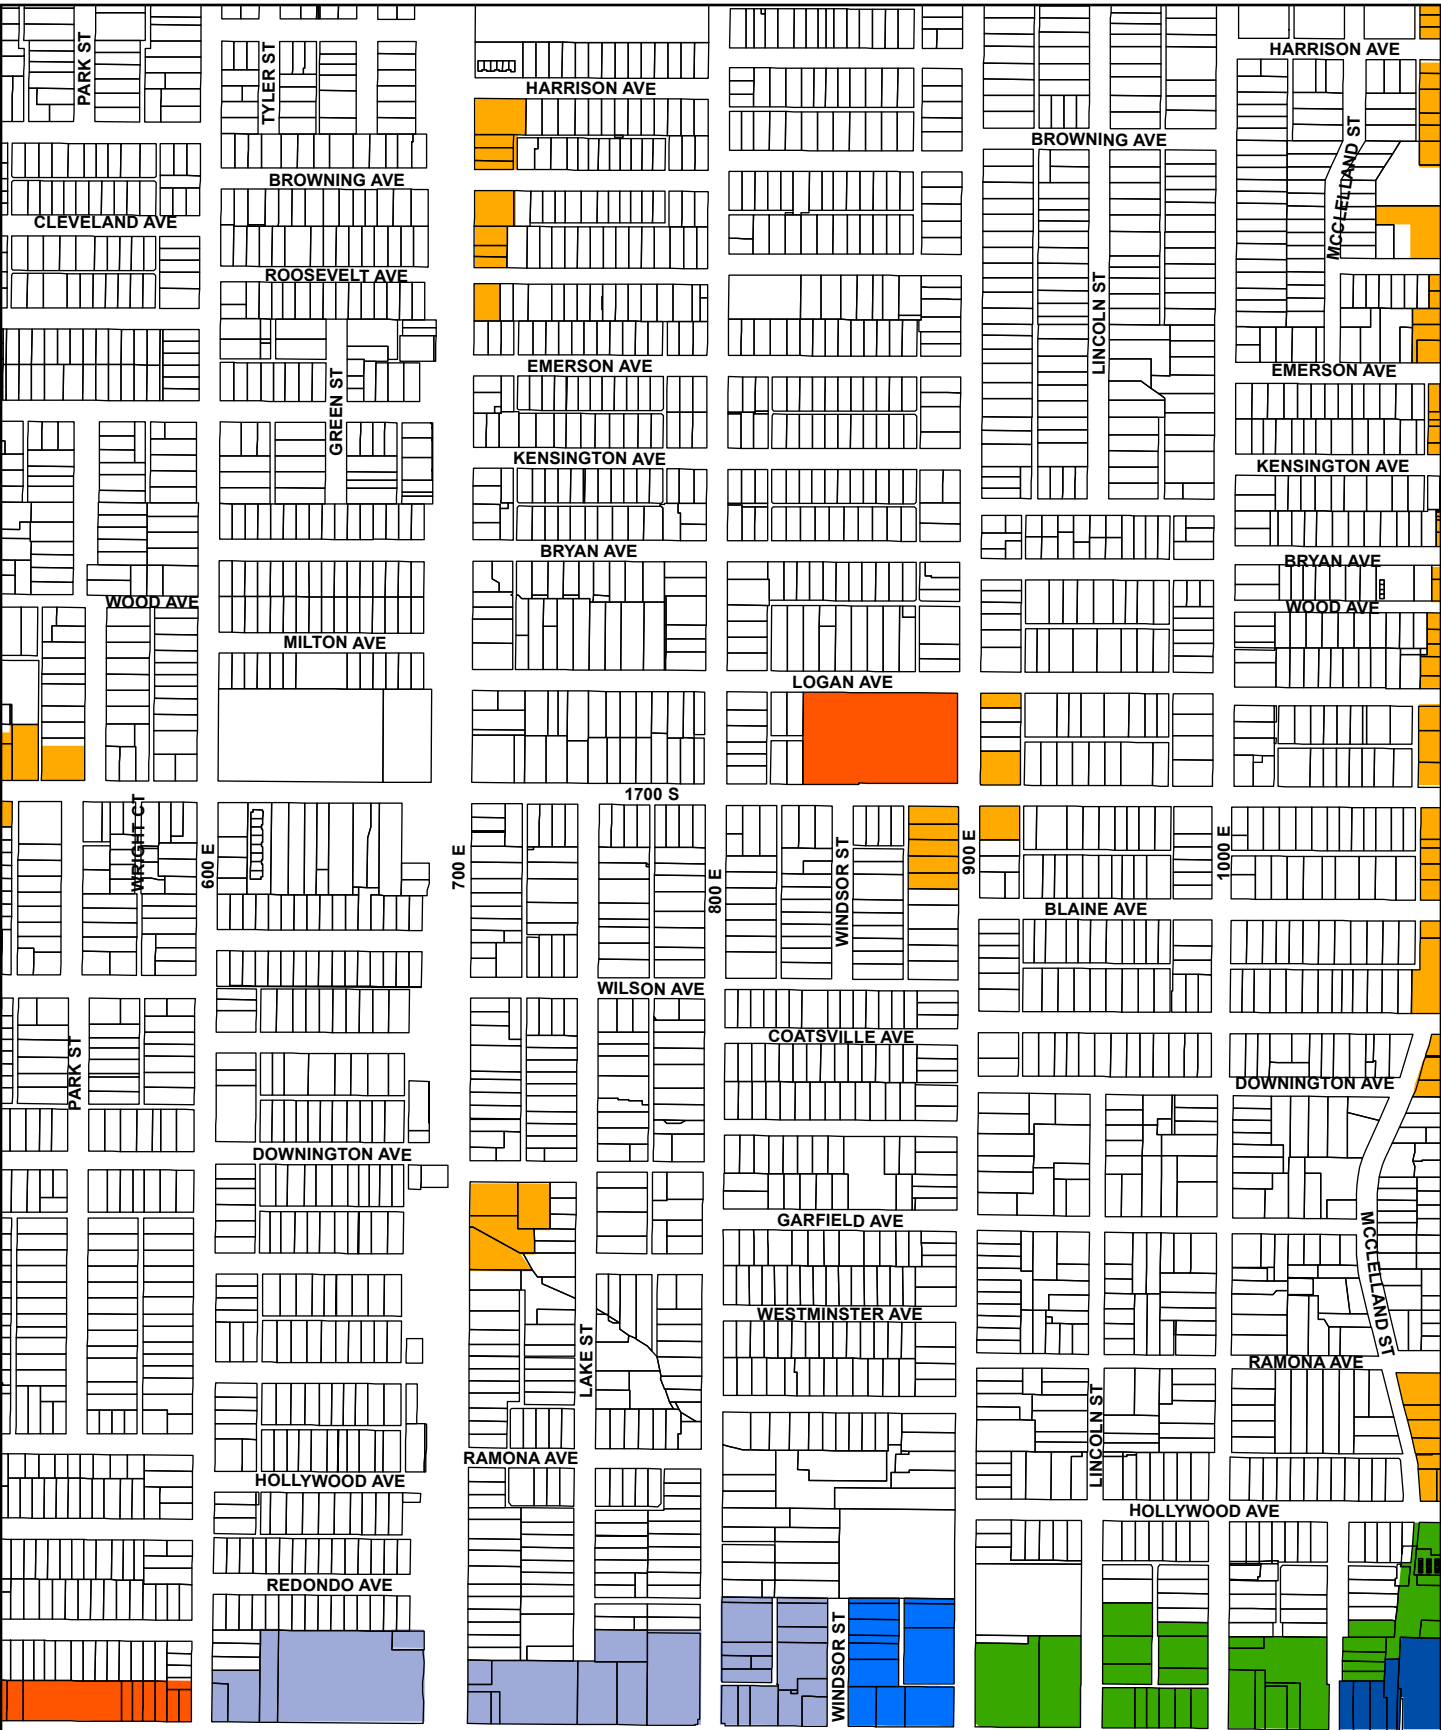 HARRISON AVE
PARK ST
TYLER ST
HARRISON AVE
BROWNING AVE
MCCLELLAND ST
BROWNING AVE
CLEVELAND AVE
ROOSEVELT AVE
LINCOLN ST
EMERSON AVE
EMERSON AVE
GREEN ST
KENSINGTON AVE
KENSINGTON AVE
BRYAN AVE
BRYAN AVE
WOOD AVE
WOOD AVE
MILTON AVE
LOGAN AVE
1700 S
WRIGHT CT
600 E
700 E
800 E
WINDSOR ST
900 E
1000 E
BLAINE AVE
WILSON AVE
COATSVILLE AVE
PARK ST
DOWNINGTON AVE
DOWNINGTON AVE
GARFIELD AVE
MCCLELLAND ST
WESTMINSTER AVE
LAKE ST
RAMONA AVE
LINCOLN ST
RAMONA AVE
HOLLYWOOD AVE
HOLLYWOOD AVE
REDONDO AVE
WINDSOR ST